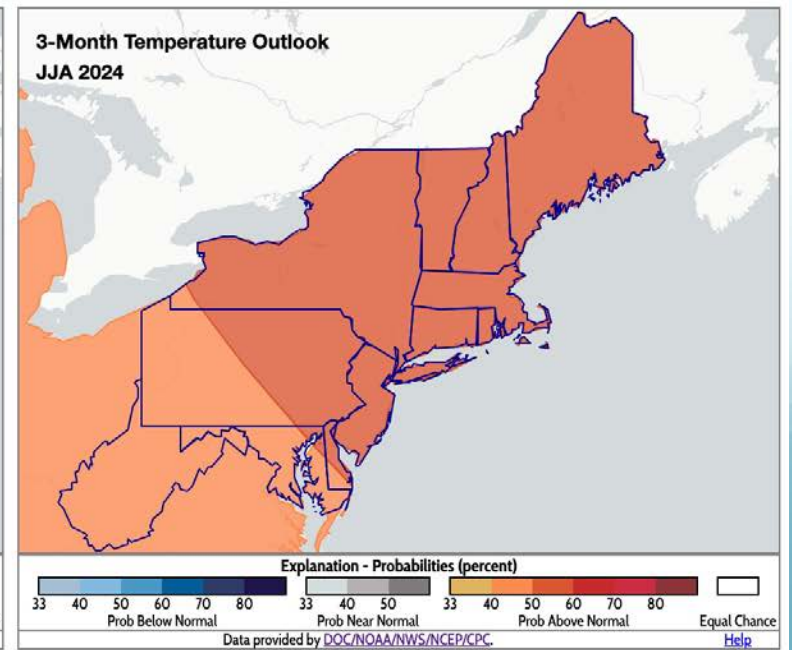 3-Month Temperature Outlook
JJA 2024
Explanation - Probabilities (percent)
33 40 50 60 70 80 33 40 50 33 40 50 60 70 80
Prob Below Normal Prob Near Normal Prob Above Normal Equal Chance
Data provided by DOC/NOAA/NWS/NCEP/CPC. Help